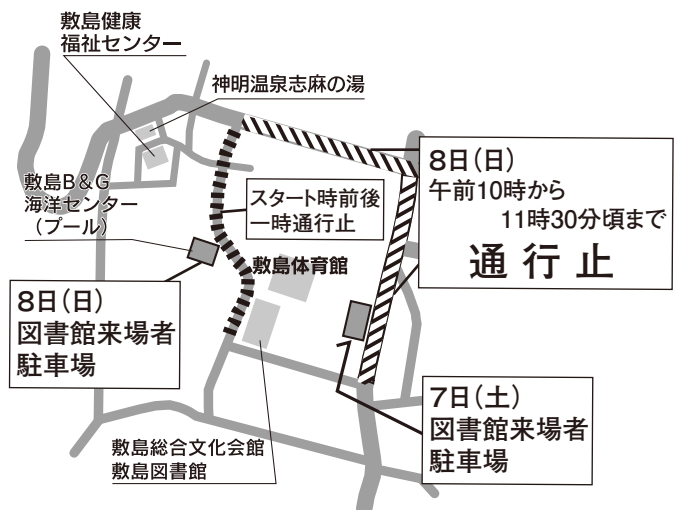 敷島健康
福祉センター
神明温泉志麻の湯
8日(日)
午前10時から
11時30分頃まで
通行止
敷島B&G
海洋センター
(プール)
スタート時前後
一時通行止
敷島体育館
8日(日)
図書館来場者
駐車場
7日(土)
図書館来場者
駐車場
敷島総合文化会館
敷島図書館